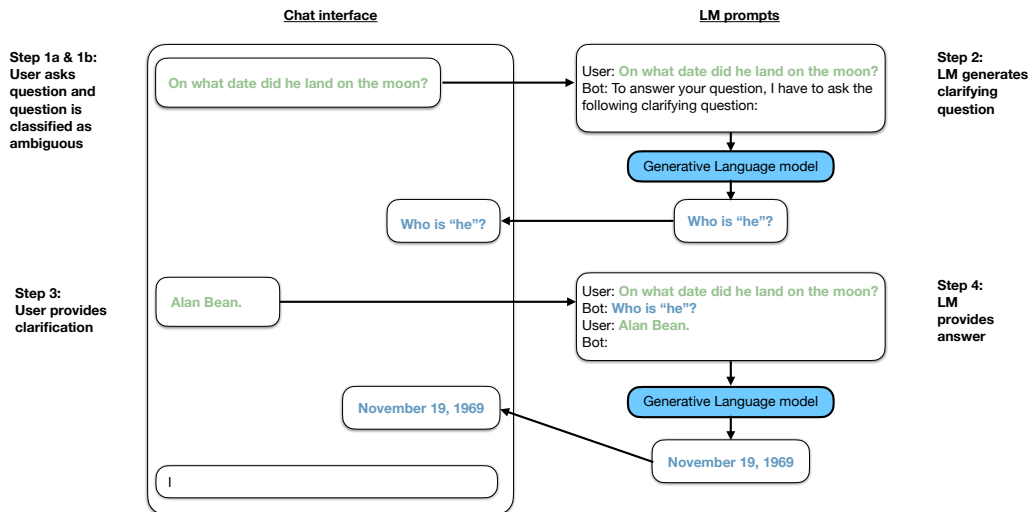 Chat interface
LM prompts
Step 1a & 1b:
User asks
question and
question is
classified as
ambiguous
On what date did he land on the moon?
User: On what date did he land on the moon?
Bot: To answer your question, I have to ask the
following clarifying question:
Step 2:
LM generates
clarifying
question
Generative Language model
Who is “he”?
Who is “he”?
Step 3:
User provides
clarification
Alan Bean.
User: On what date did he land on the moon?
Bot: Who is “he”?
User: Alan Bean.
Bot:
Step 4:
LM
provides
answer
Generative Language model
November 19, 1969
November 19, 1969
I